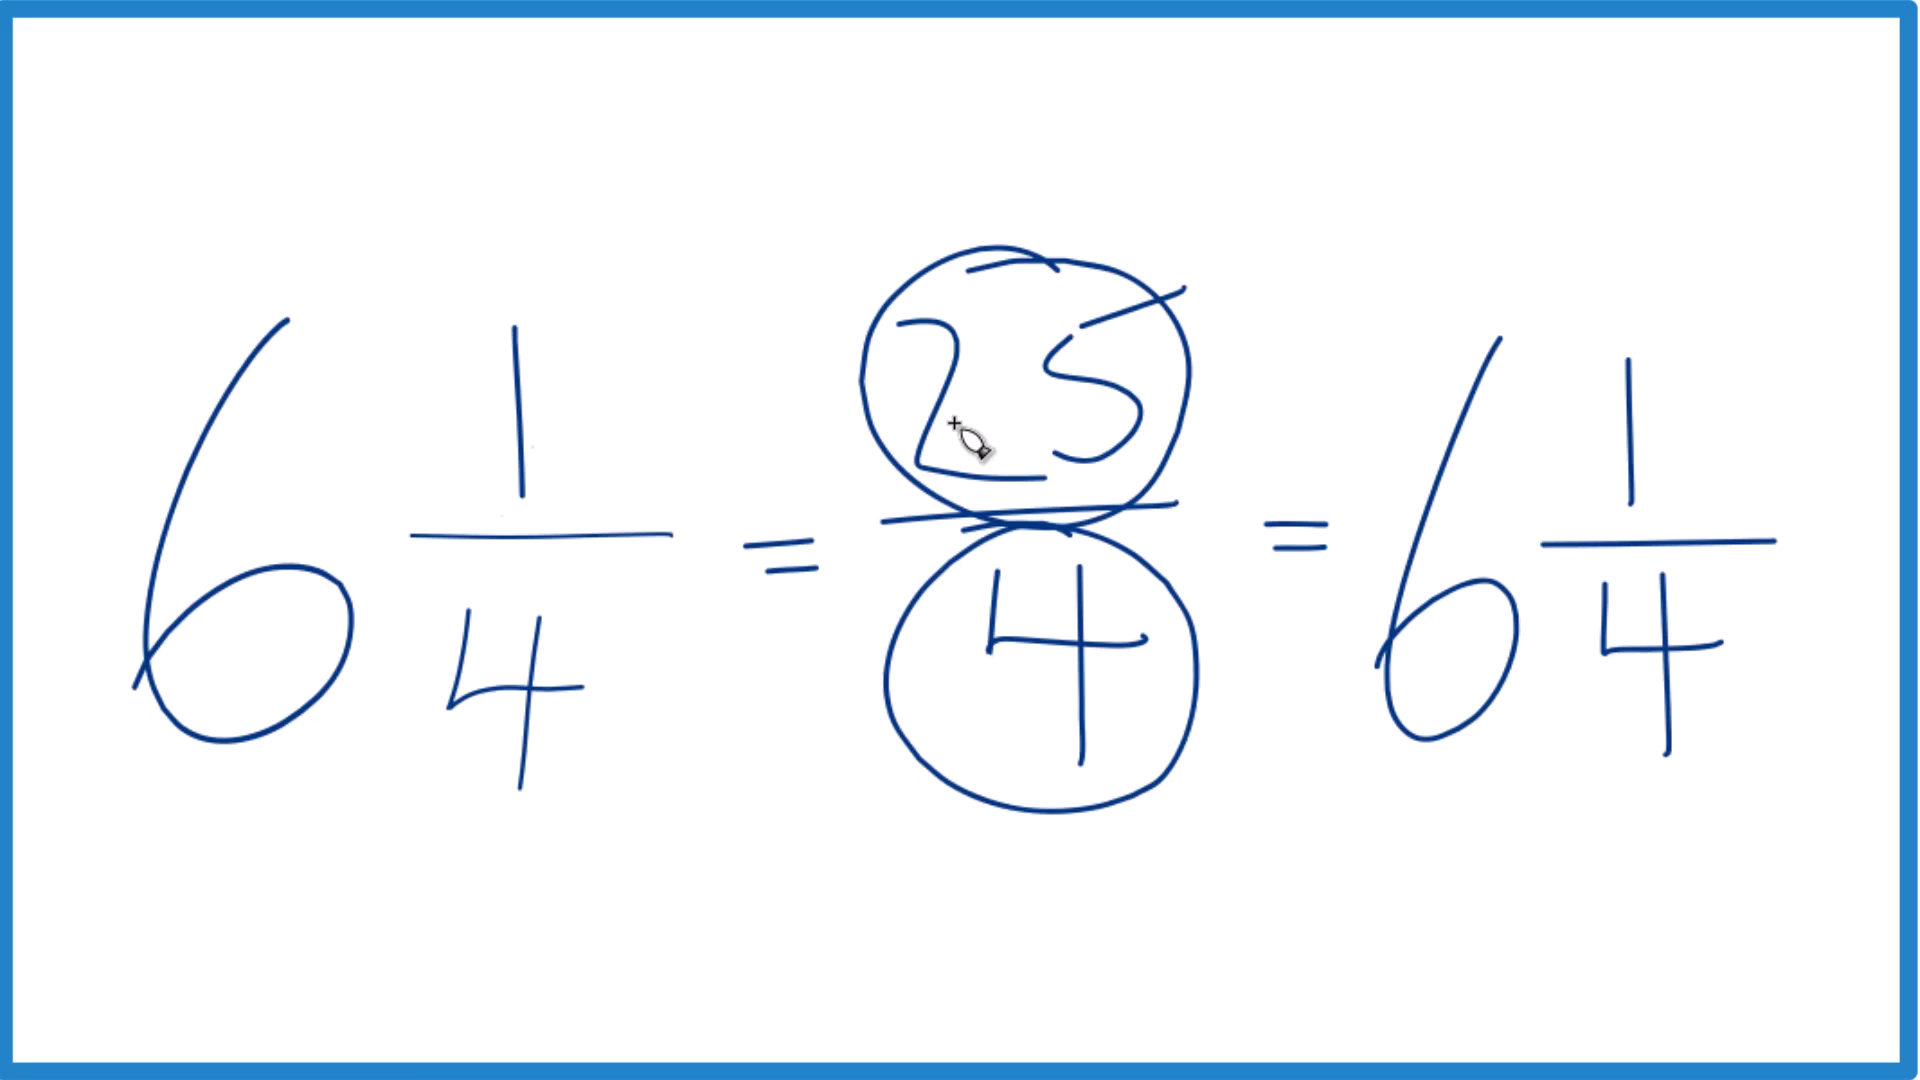 6 1/4 = 25/4 = 6 1/4